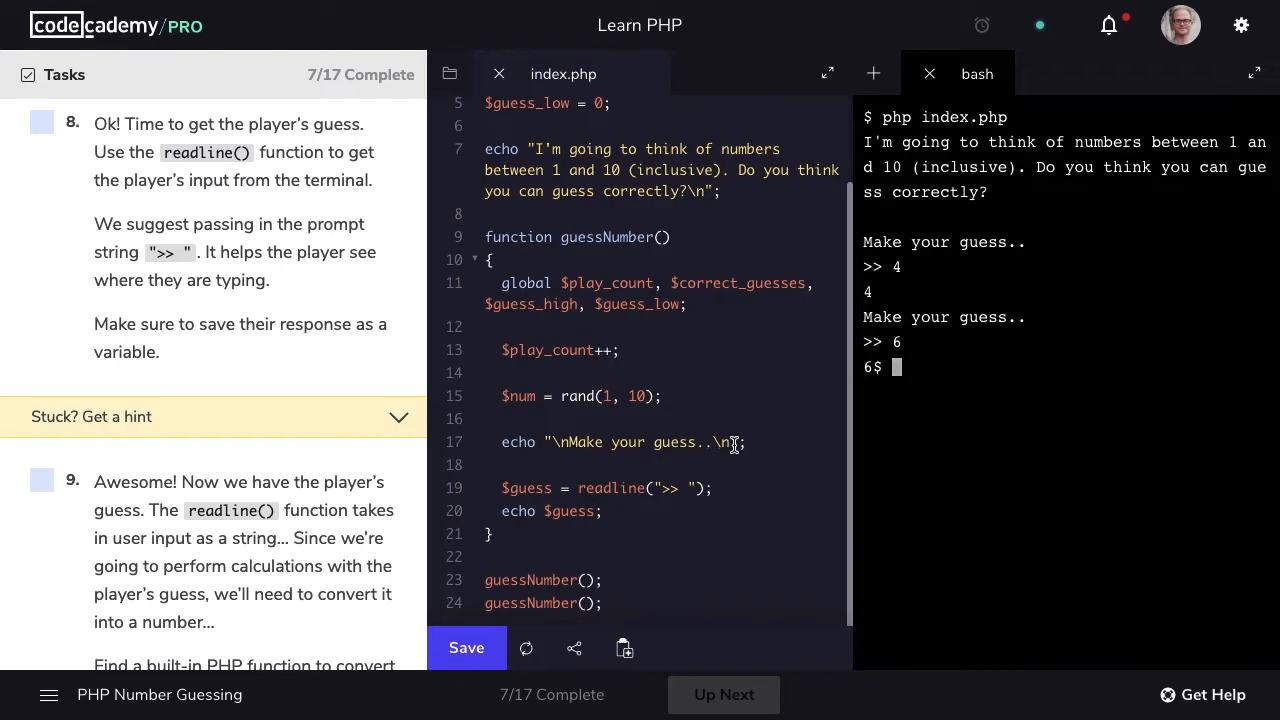 codecademy/PRO
Learn PHP
Tasks
7/17 Complete
8. Ok! Time to get the player's guess.
Use the readline() function to get
the player's input from the terminal.
We suggest passing in the prompt
string ">> ". It helps the player see
where they are typing.
Make sure to save their response as a
variable.
Stuck? Get a hint
9. Awesome! Now we have the player's
guess. The readline() function takes
in user input as a string... Since we're
going to perform calculations with the
player's guess, we'll need to convert it
into a number...
Find a built-in PHP function to convert
index.php
5 $guess_low = 0;
6
7 echo "I'm going to think of numbers
between 1 and 10 (inclusive). Do you think
you can guess correctly?\n";
8
9 function guessNumber()
10 {
11 global $play_count, $correct_guesses,
$guess_high, $guess_low;
12
13 $play_count++;
14
15 $num = rand(1, 10);
16
17 echo "\nMake your guess..\n";
18
19 $guess = readline(">> ");
20 echo $guess;
21 }
22
23 guessNumber();
24 guessNumber();
Save
bash
$ php index.php
I'm going to think of numbers between 1 an
d 10 (inclusive). Do you think you can gue
ss correctly?
Make your guess..
>> 4
4
Make your guess..
>> 6
6$
PHP Number Guessing
7/17 Complete
Up Next
Get Help